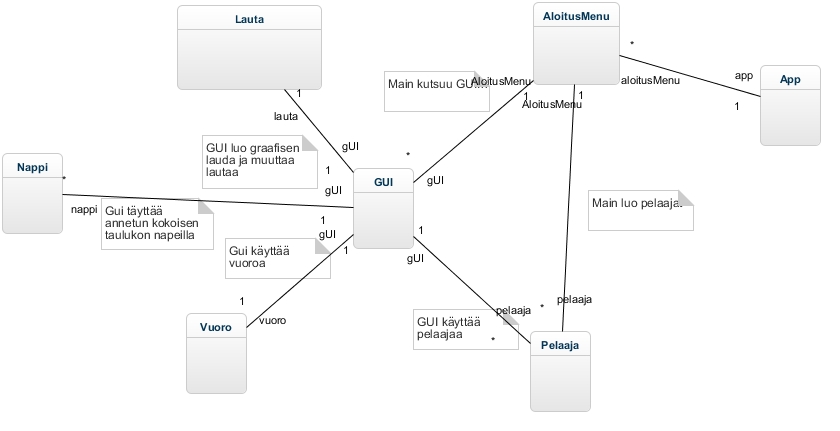 Lauta
AloitusMenu
*
App
app
1
aloitusMenu
Main kutsuu GUI:n
AloitusMenu
1
1
AloitusMenu
1
lauta
GUI luo graafisen
lauda ja muuttaa
lautaa
gUI
1
*
gUI
Nappi
*
nappi
gUI
1
GUI
Gui täyttää
annetun kokoisen
taulukon napeilla
Main luo pelaajat
Gui käyttää
vuoroa
gUI
1
1
gUI
1
vuoro
Vuoro
GUI käyttää
pelaajaa
pelaaja
*
*
pelaaja
Pelaaja